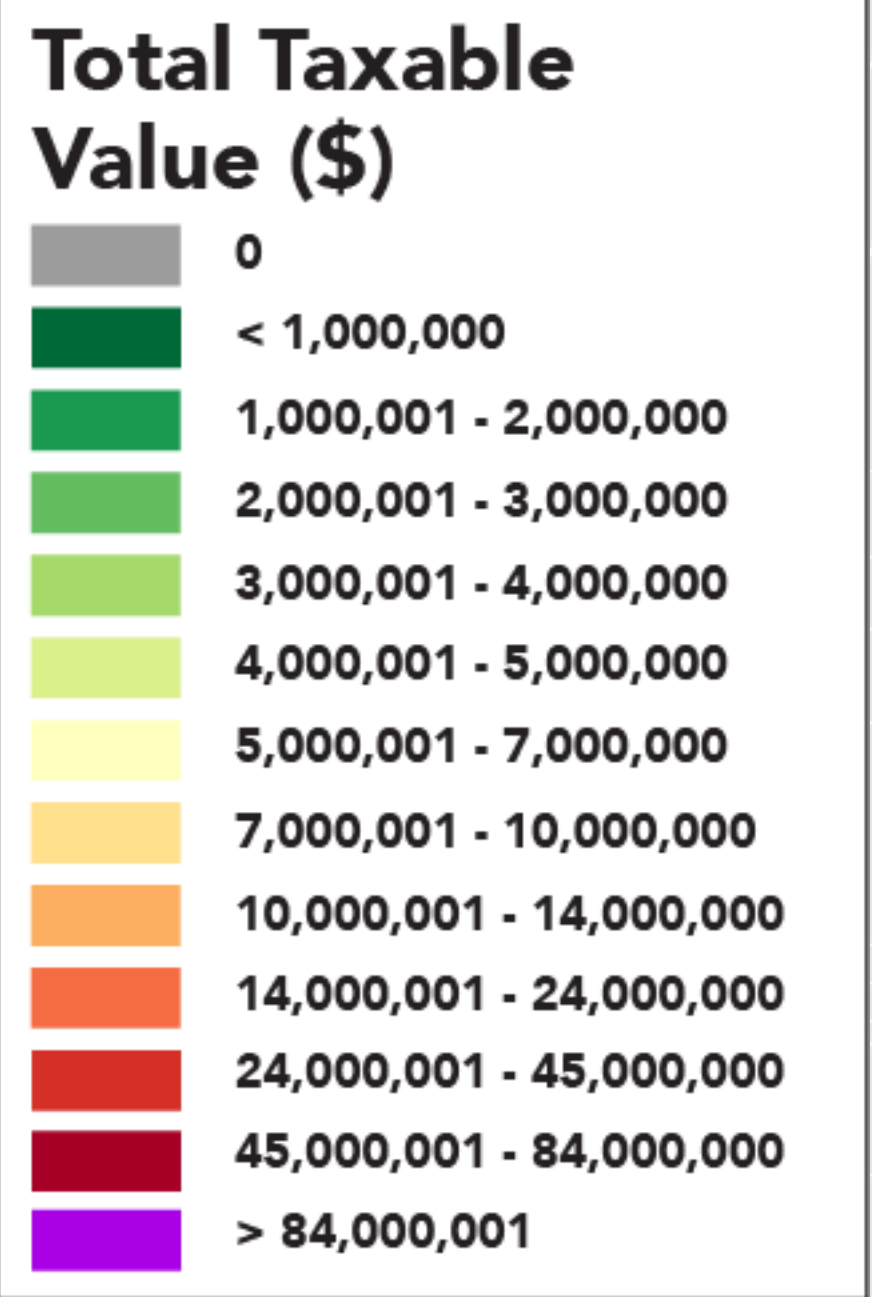 Total Taxable
Value ($)
0
< 1,000,000
1,000,001 - 2,000,000
2,000,001 - 3,000,000
3,000,001 - 4,000,000
4,000,001 - 5,000,000
5,000,001 - 7,000,000
7,000,001 - 10,000,000
10,000,001 - 14,000,000
14,000,001 - 24,000,000
24,000,001 - 45,000,000
45,000,001 - 84,000,000
> 84,000,001